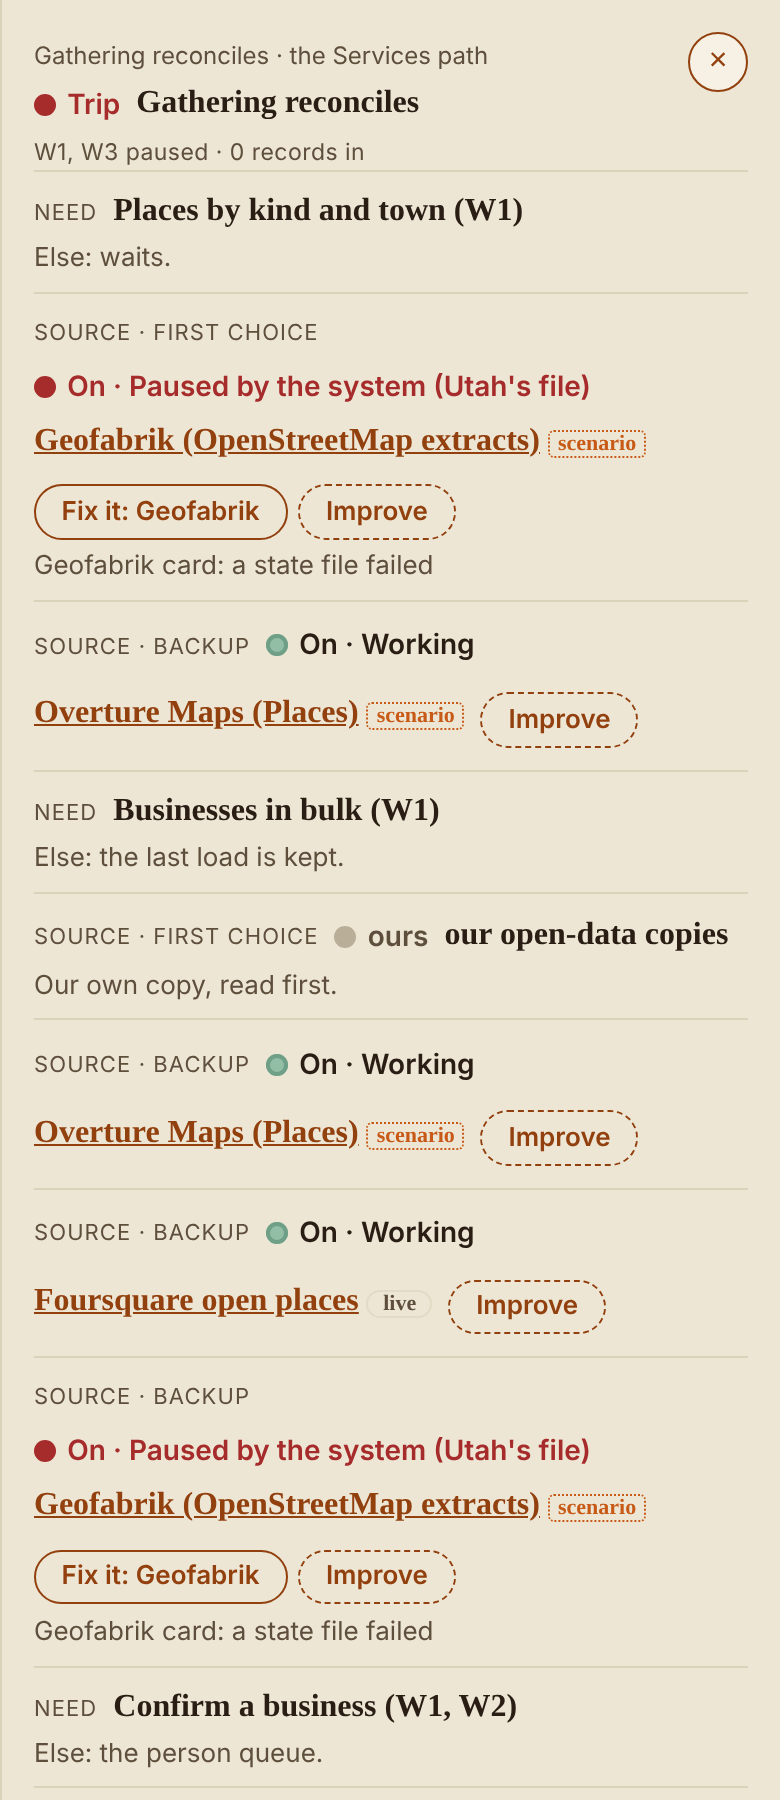 Gathering reconciles · the Services path
×
Trip Gathering reconciles
W1, W3 paused · 0 records in
NEED Places by kind and town (W1)
Else: waits.
SOURCE · FIRST CHOICE
On · Paused by the system (Utah's file)
Geofabrik (OpenStreetMap extracts) scenario
Fix it: Geofabrik Improve
Geofabrik card: a state file failed
SOURCE · BACKUP On · Working
Overture Maps (Places) scenario Improve
NEED Businesses in bulk (W1)
Else: the last load is kept.
SOURCE · FIRST CHOICE ours our open-data copies
Our own copy, read first.
SOURCE · BACKUP On · Working
Overture Maps (Places) scenario Improve
SOURCE · BACKUP On · Working
Foursquare open places live Improve
SOURCE · BACKUP
On · Paused by the system (Utah's file)
Geofabrik (OpenStreetMap extracts) scenario
Fix it: Geofabrik Improve
Geofabrik card: a state file failed
NEED Confirm a business (W1, W2)
Else: the person queue.